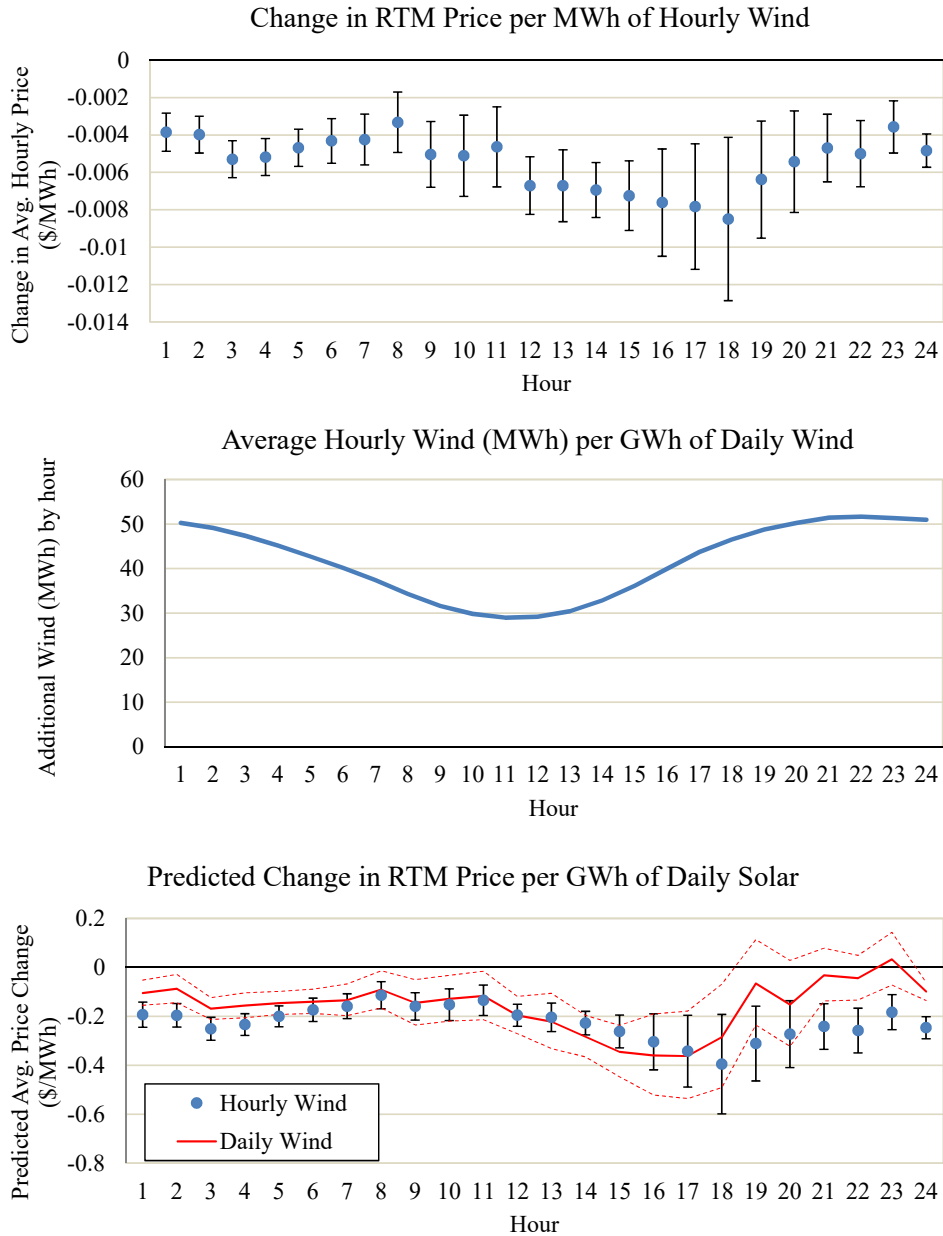 Change in RTM Price per MWh of Hourly Wind
Change in Avg. Hourly Price
($/MWh)
0
-0.002
-0.004
-0.006
-0.008
-0.01
-0.012
-0.014
1 2 3 4 5 6 7 8 9 10 11 12 13 14 15 16 17 18 19 20 21 22 23 24
Hour
Average Hourly Wind (MWh) per GWh of Daily Wind
Additional Wind (MWh) by hour
60
50
40
30
20
10
0
1 2 3 4 5 6 7 8 9 10 11 12 13 14 15 16 17 18 19 20 21 22 23 24
Hour
Predicted Change in RTM Price per GWh of Daily Solar
Predicted Avg. Price Change
($/MWh)
0.2
0
-0.2
-0.4
-0.6
-0.8
Hourly Wind
Daily Wind
1 2 3 4 5 6 7 8 9 10 11 12 13 14 15 16 17 18 19 20 21 22 23 24
Hour